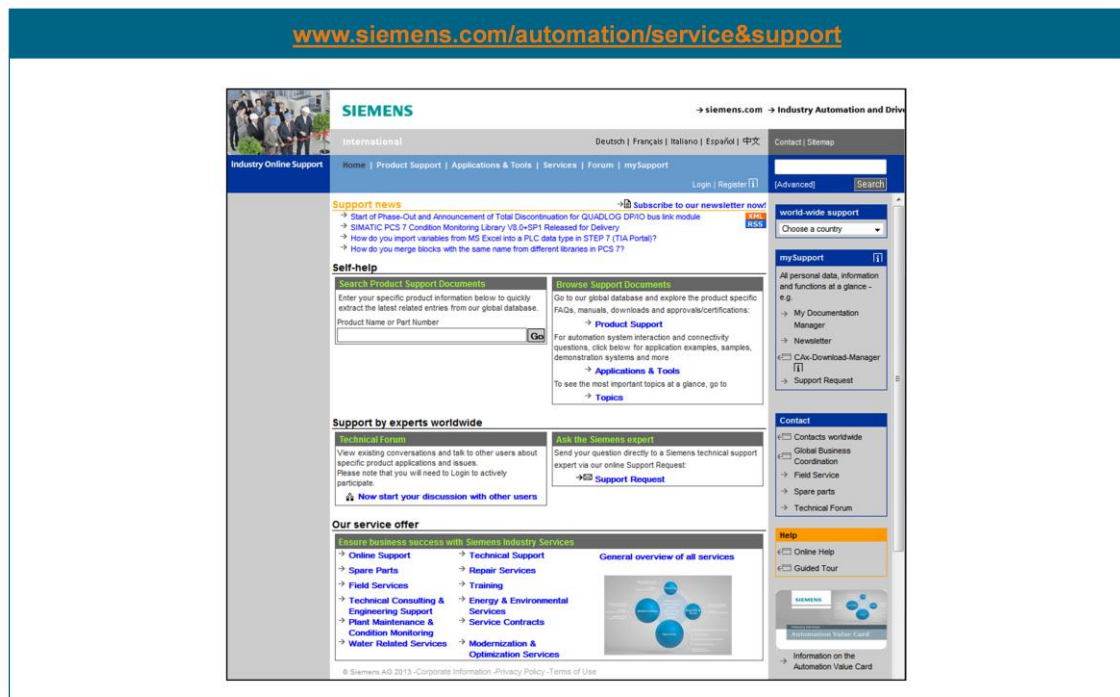 www.siemens.com/automation/service&support
SIEMENS
→ siemens.com → Industry Automation and Drive
International
Deutsch | Français | Italiano | Español | 中文
Contact | Sitemap
Industry Online Support
Home | Product Support | Applications & Tools | Services | Forum | mySupport
Login | Register
[Advanced] Search
Support news
→ Subscribe to our newsletter now!
→ Start of Phase-Out and Announcement of Total Discontinuation for QUADLOG DP/IO bus link module
→ SIMATIC PCS 7 Condition Monitoring Library V8.0+SP1 Released for Delivery
→ How do you import variables from MS Excel into a PLC data type in STEP 7 (TIA Portal)?
→ How do you merge blocks with the same name from different libraries in PCS 7?
XML
RSS
Self-help
Search Product Support Documents
Enter your specific product information below to quickly
extract the latest related entries from our global database.
Product Name or Part Number
Go
Browse Support Documents
Go to our global database and explore the product specific
FAQs, manuals, downloads and approvals/certifications:
→ Product Support
For automation system interaction and connectivity
questions, click below for application examples, samples,
demonstration systems and more
→ Applications & Tools
To see the most important topics at a glance, go to
→ Topics
Support by experts worldwide
Technical Forum
View existing conversations and talk to other users about
specific product applications and issues.
Please note that you will need to Login to actively
participate.
Now start your discussion with other users
Ask the Siemens expert
Send your question directly to a Siemens technical support
expert via our online Support Request:
→ Support Request
Our service offer
Ensure business success with Siemens Industry Services
→ Online Support
→ Spare Parts
→ Field Services
→ Technical Consulting &
Engineering Support
→ Plant Maintenance &
Condition Monitoring
→ Water Related Services
→ Technical Support
→ Repair Services
→ Training
→ Energy & Environmental
Services
→ Service Contracts
→ Modernization &
Optimization Services
General overview of all services
© Siemens AG 2013 -Corporate Information -Privacy Policy -Terms of Use
world-wide support
Choose a country
mySupport
All personal data, information
and functions at a glance -
e.g.
→ My Documentation
Manager
→ Newsletter
CAx-Download-Manager
→ Support Request
Contact
Contacts worldwide
Global Business
Coordination
→ Field Service
→ Spare parts
→ Technical Forum
Help
Online Help
Guided Tour
SIEMENS
Automation Value Card
→ Information on the
Automation Value Card